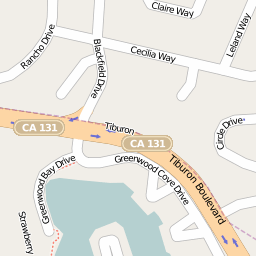 Claire Way
Leland Way
Rancho Drive
Blackfield Drive
Cecilia Way
CA 131
Tiburon
CA 131
Circle Drive
Greenwood Bay Drive
Greenwood Cove Drive
Tiburon Boulevard
Strawberry